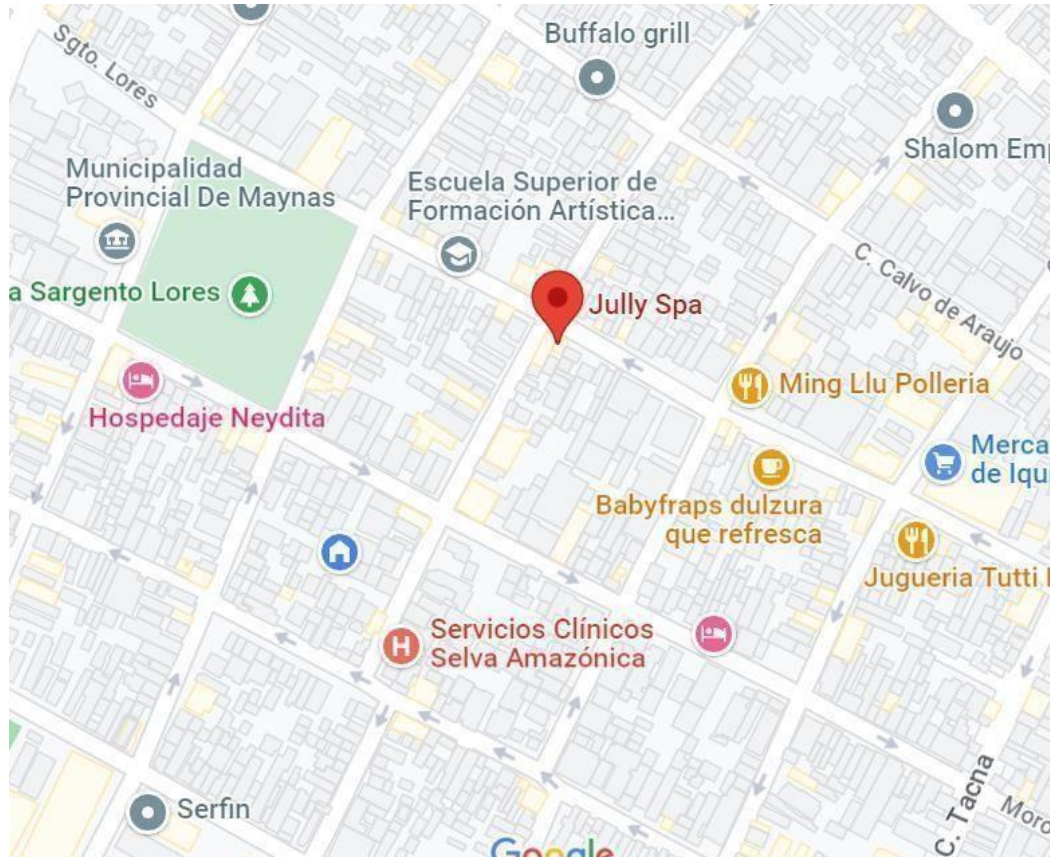 Buffalo grill
Sgto. Lores
Shalom Emp
Municipalidad
Provincial De Maynas
Escuela Superior de
Formación Artística...
C. Calvo de Araujo
a Sargento Lores
Jully Spa
Ming Llu Polleria
Hospedaje Neydita
Merca
de Iqu
Babyfraps dulzura
que refresca
Jugueria Tutti
H
Servicios Clínicos
Selva Amazónica
C. Tacna
Moro
Serfin
Google